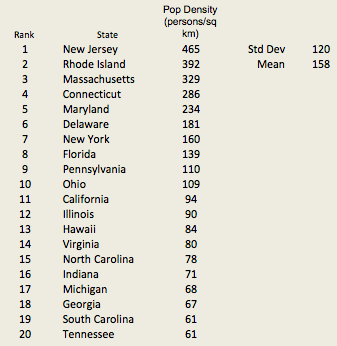 Pop Density
(persons/sq
Rank State km)
1 New Jersey 465 Std Dev 120
2 Rhode Island 392 Mean 158
3 Massachusetts 329
4 Connecticut 286
5 Maryland 234
6 Delaware 181
7 New York 160
8 Florida 139
9 Pennsylvania 110
10 Ohio 109
11 California 94
12 Illinois 90
13 Hawaii 84
14 Virginia 80
15 North Carolina 78
16 Indiana 71
17 Michigan 68
18 Georgia 67
19 South Carolina 61
20 Tennessee 61